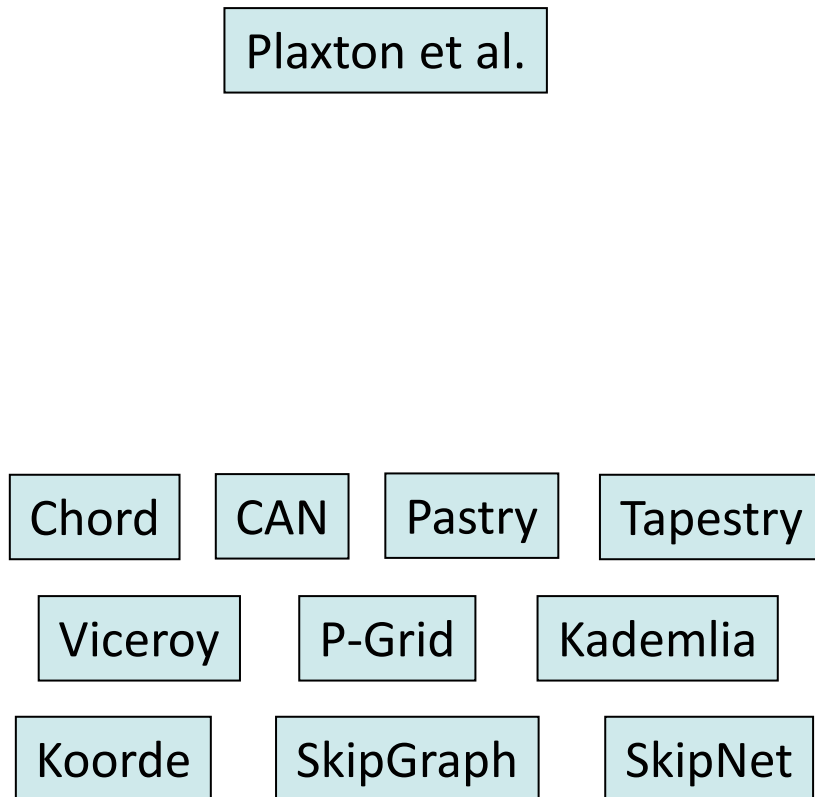 Plaxton et al.
Chord CAN Pastry Tapestry
Viceroy P-Grid Kademlia
Koorde SkipGraph SkipNet